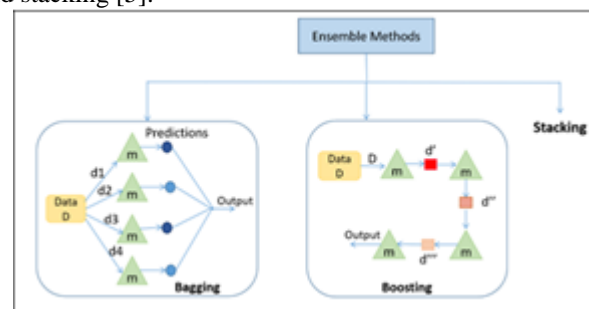 d stacking [5].
Ensemble Methods
Stacking
Predictions
d1
d2
d3
d4
Data
D
m
m
m
m
Output
Bagging
Data
D
D
m
d'
m
d''
m
d'''
m
Output
Boosting